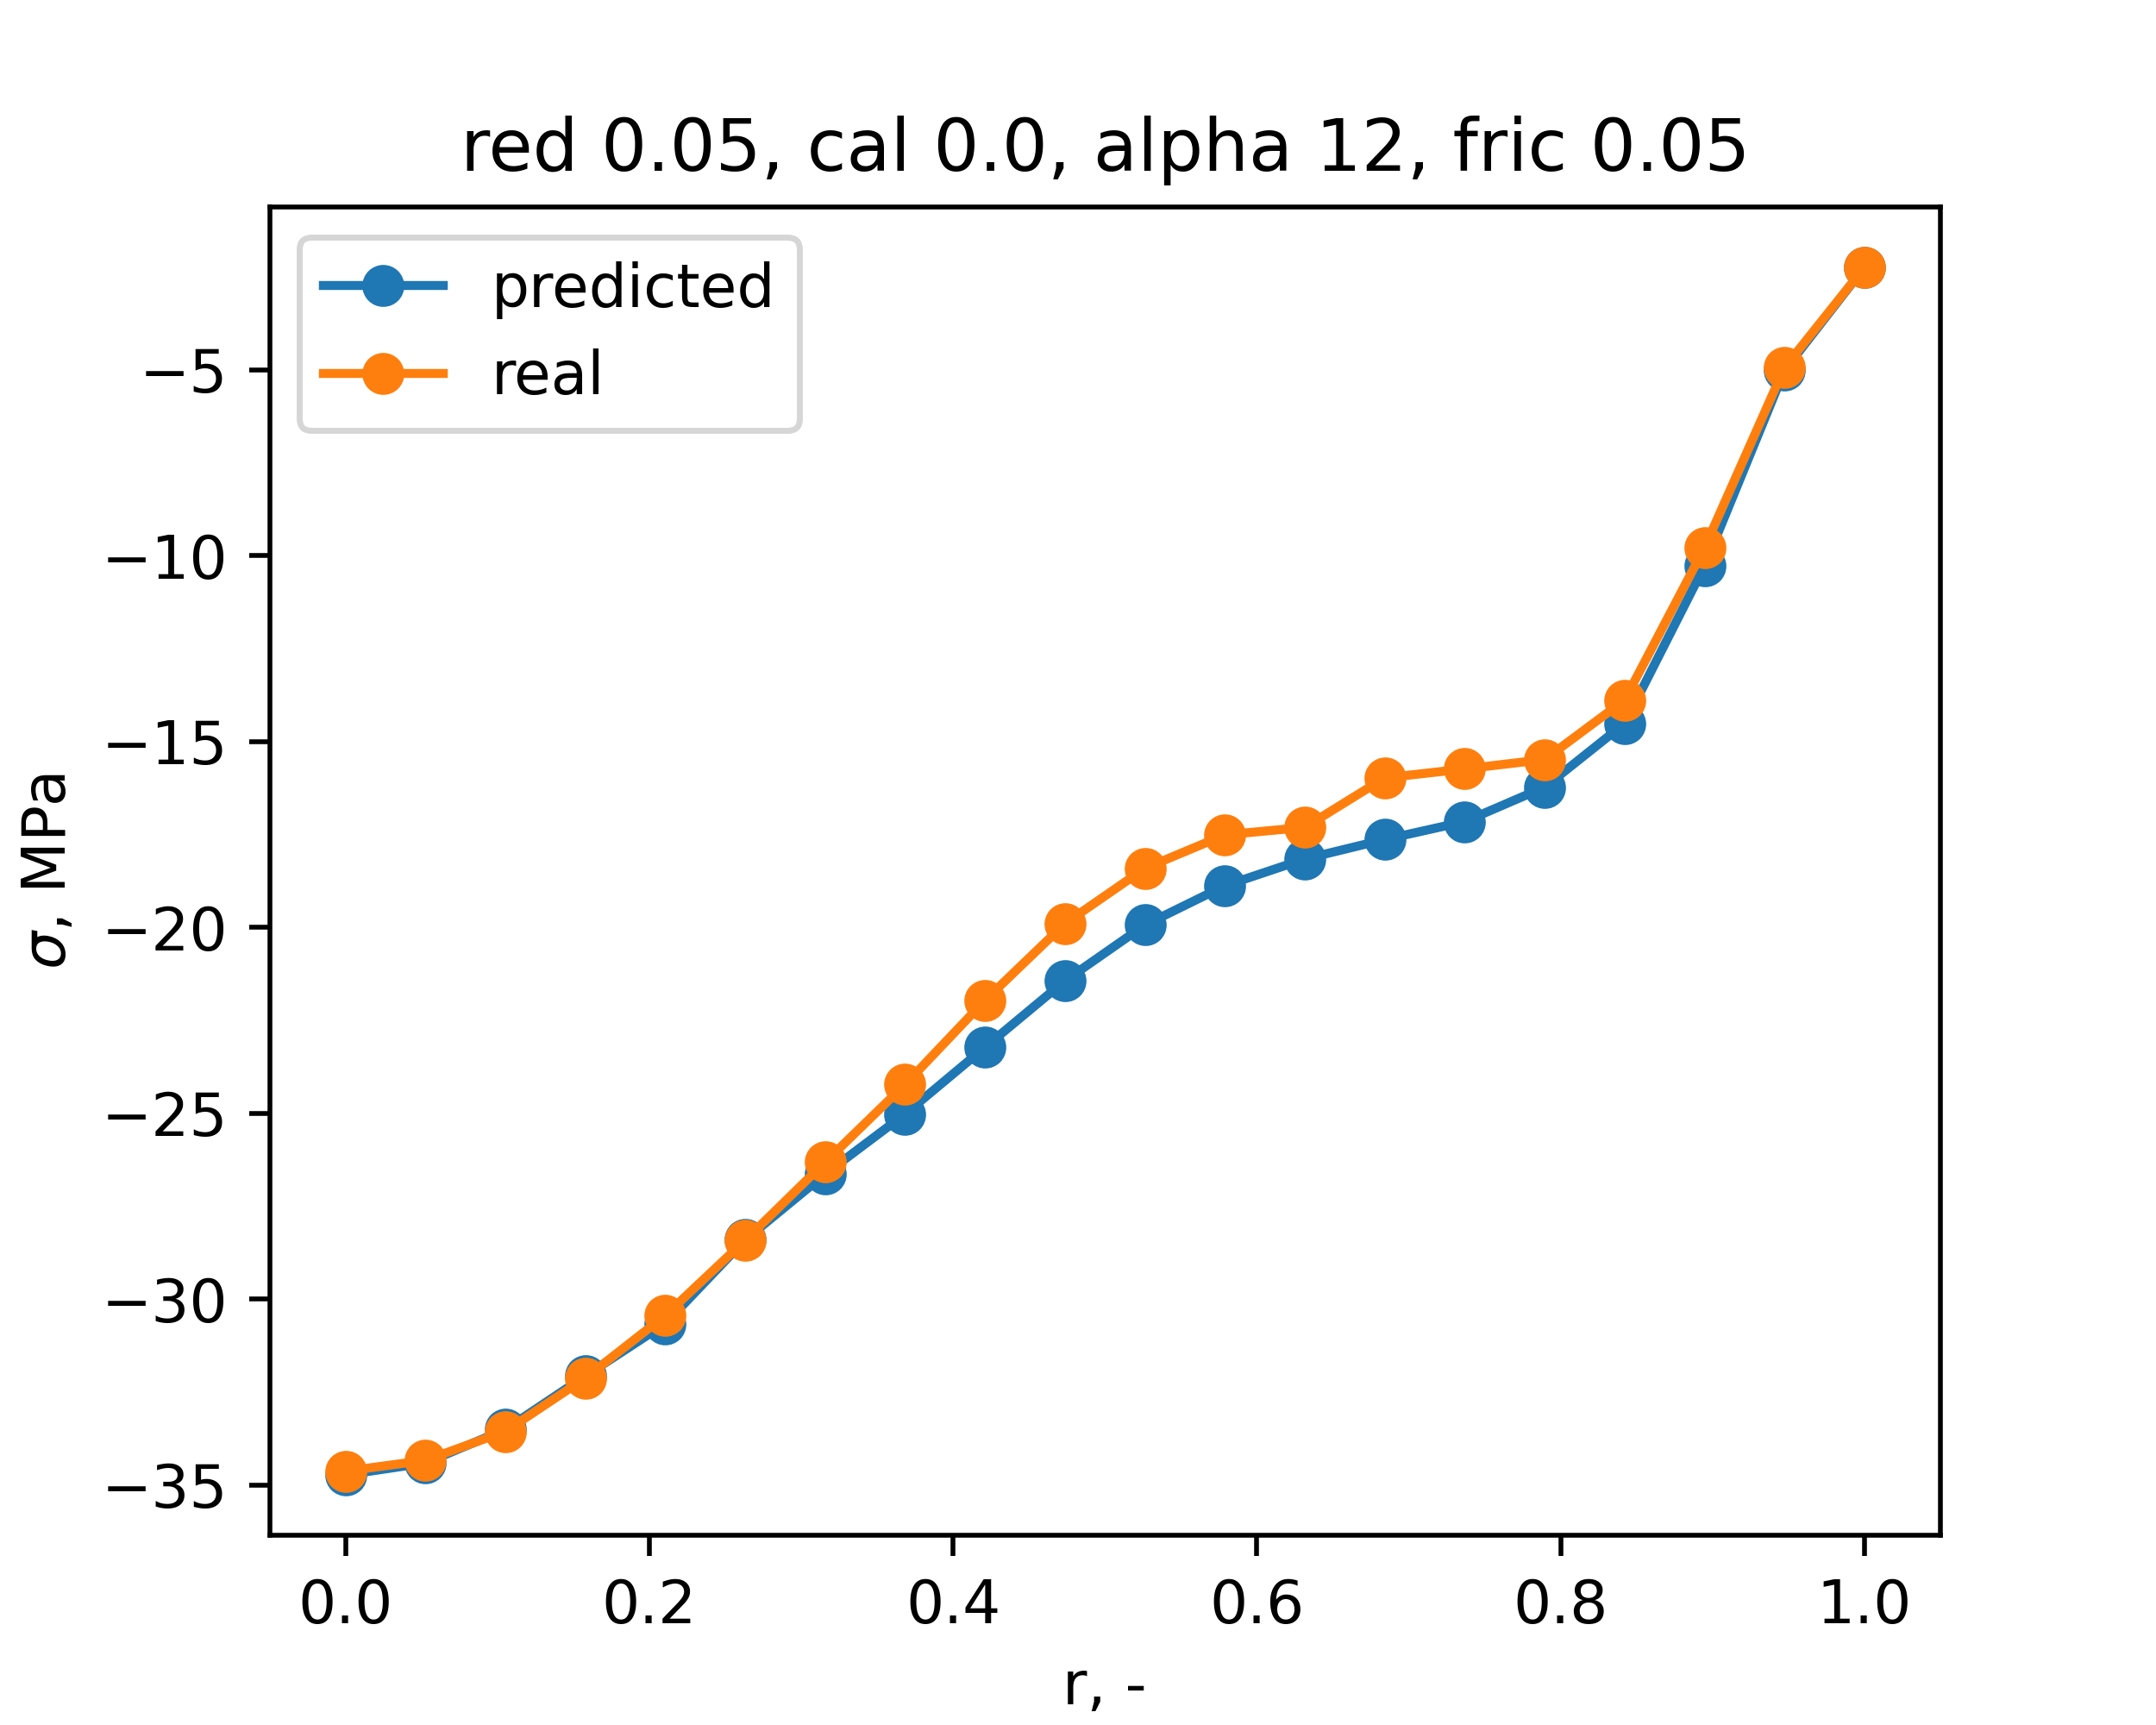 red 0.05, cal 0.0, alpha 12, fric 0.05
predicted
real
−5
−10
−15
−20
−25
−30
−35
σ, MPa
0.0 0.2 0.4 0.6 0.8 1.0
r, -